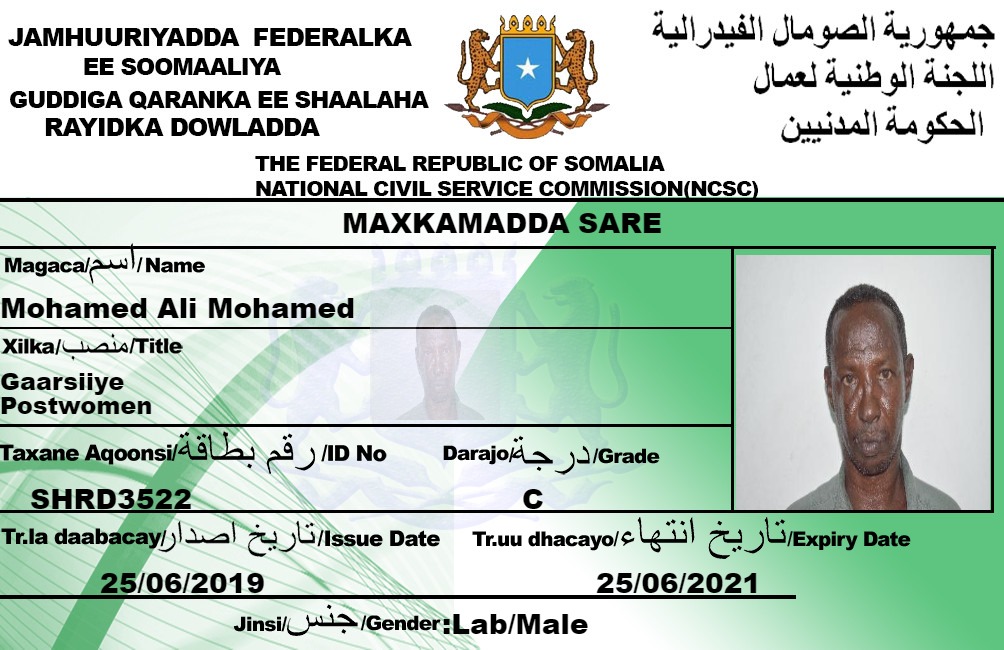 JAMHUURIYADDA FEDERALKA
EE SOOMAALIYA
GUDDIGA QARANKA EE SHAALAHA
RAYIDKA DOWLADDA
جمهورية الصومال الفيدرالية
اللجنة الوطنية لعمال
الحكومة المدنيين
THE FEDERAL REPUBLIC OF SOMALIA
NATIONAL CIVIL SERVICE COMMISSION(NCSC)
MAXKAMADDA SARE
Magaca/اسم/Name
Mohamed Ali Mohamed
Xilka/منصب/Title
Gaarsiiye
Postwomen
Taxane Aqoonsi/رقم بطاقة/ID No
SHRD3522
Darajo/درجة/Grade
C
Tr.la daabacay/تاريخ اصدار/Issue Date
25/06/2019
Tr.uu dhacayo/تاريخ انتهاء/Expiry Date
25/06/2021
Jinsi/جنس/Gender:Lab/Male